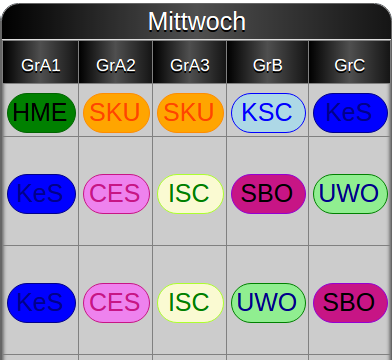 Mittwoch
GrA1 GrA2 GrA3 GrB GrC
HME SKU SKU KSC KeS
KeS CES ISC SBO UWO
KeS CES ISC UWO SBO